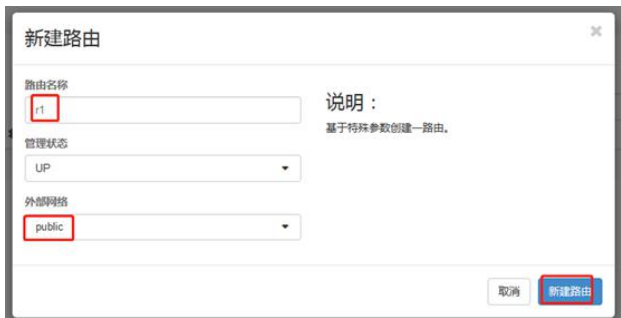 新建路由
×
路由名称
r1
管理状态
UP
外部网络
public
说明：
基于特殊参数创建一路由。
取消
新建路由